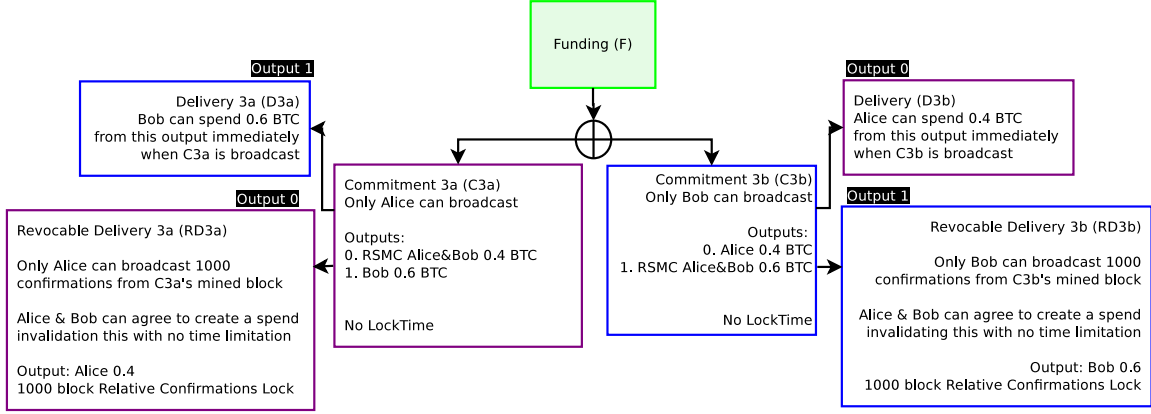 Funding (F)
Output 1
Delivery 3a (D3a)
Bob can spend 0.6 BTC
from this output immediately
when C3a is broadcast
Output 0
Delivery (D3b)
Alice can spend 0.4 BTC
from this output immediately
when C3b is broadcast
Output 0
Revocable Delivery 3a (RD3a)
Only Alice can broadcast 1000
confirmations from C3a's mined block
Alice & Bob can agree to create a spend
invalidation this with no time limitation
Output: Alice 0.4
1000 block Relative Confirmations Lock
Commitment 3a (C3a)
Only Alice can broadcast
Outputs:
0. RSMC Alice&Bob 0.4 BTC
1. Bob 0.6 BTC
No LockTime
Commitment 3b (C3b)
Only Bob can broadcast
Outputs:
0. Alice 0.4 BTC
1. RSMC Alice&Bob 0.6 BTC
No LockTime
Output 1
Revocable Delivery 3b (RD3b)
Only Bob can broadcast 1000
confirmations from C3b's mined block
Alice & Bob can agree to create a spend
invalidating this with no time limitation
Output: Bob 0.6
1000 block Relative Confirmations Lock